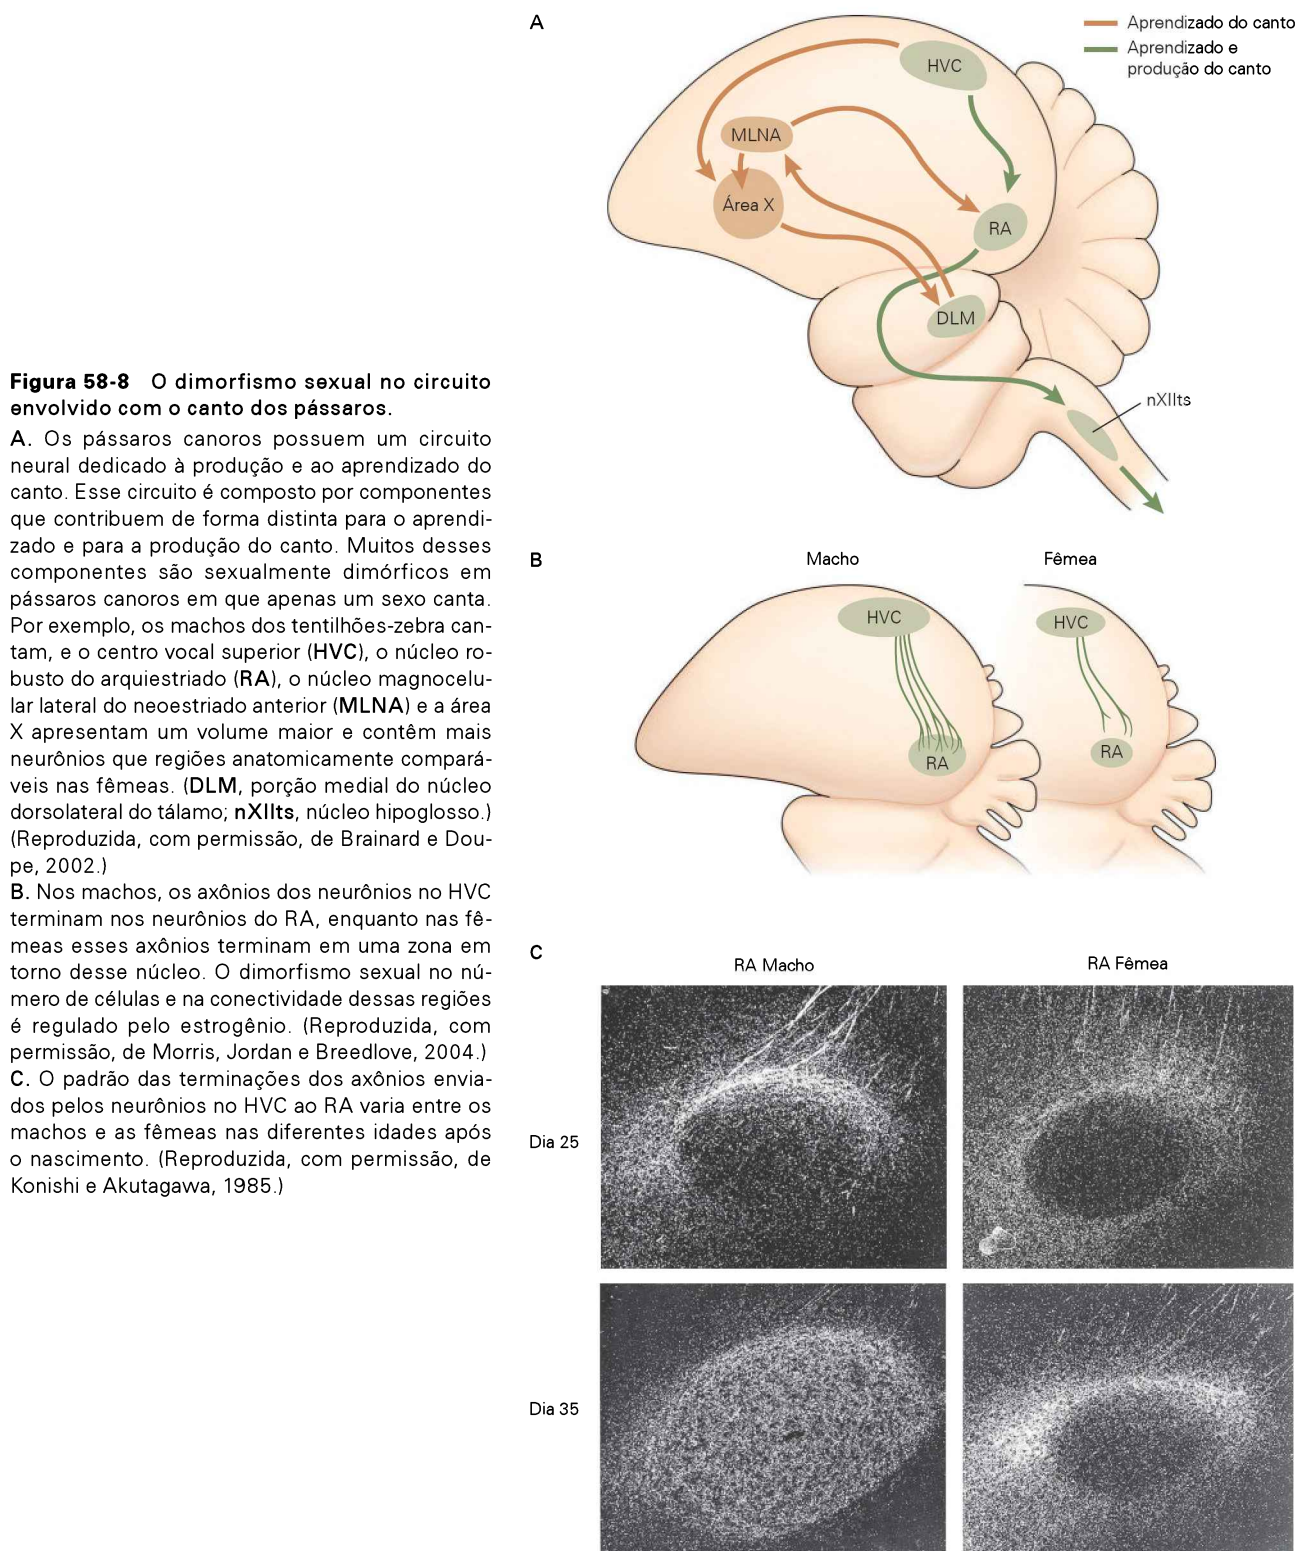 A
Aprendizado do canto
Aprendizado e
produção do canto
HVC
MLNA
Área X
RA
DLM
nXIIts
Figura 58-8 O dimorfismo sexual no circuito
envolvido com o canto dos pássaros.
A. Os pássaros canoros possuem um circuito
neural dedicado à produção e ao aprendizado do
canto. Esse circuito é composto por componentes
que contribuem de forma distinta para o aprendi-
zado e para a produção do canto. Muitos desses
componentes são sexualmente dimórficos em
pássaros canoros em que apenas um sexo canta.
Por exemplo, os machos dos tentilhões-zebra can-
tam, e o centro vocal superior (HVC), o núcleo ro-
busto do arquiestriado (RA), o núcleo magnocelu-
lar lateral do neoestriado anterior (MLNA) e a área
X apresentam um volume maior e contêm mais
neurônios que regiões anatomicamente compará-
veis nas fêmeas. (DLM, porção medial do núcleo
dorsolateral do tálamo; nXIIts, núcleo hipoglosso.)
(Reproduzida, com permissão, de Brainard e Dou-
pe, 2002.)
B. Nos machos, os axônios dos neurônios no HVC
terminam nos neurônios do RA, enquanto nas fê-
meas esses axônios terminam em uma zona em
torno desse núcleo. O dimorfismo sexual no nú-
mero de células e na conectividade dessas regiões
é regulado pelo estrogênio. (Reproduzida, com
permissão, de Morris, Jordan e Breedlove, 2004.)
C. O padrão das terminações dos axônios envia-
dos pelos neurônios no HVC ao RA varia entre os
machos e as fêmeas nas diferentes idades após
o nascimento. (Reproduzida, com permissão, de
Konishi e Akutagawa, 1985.)
B
Macho
Fêmea
HVC
HVC
RA
RA
C
RA Macho
RA Fêmea
Dia 25
Dia 35